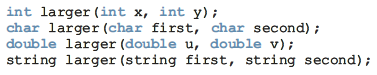 int larger(int x, int y);
char larger(char first, char second);
double larger(double u, double v);
string larger(string first, string second);